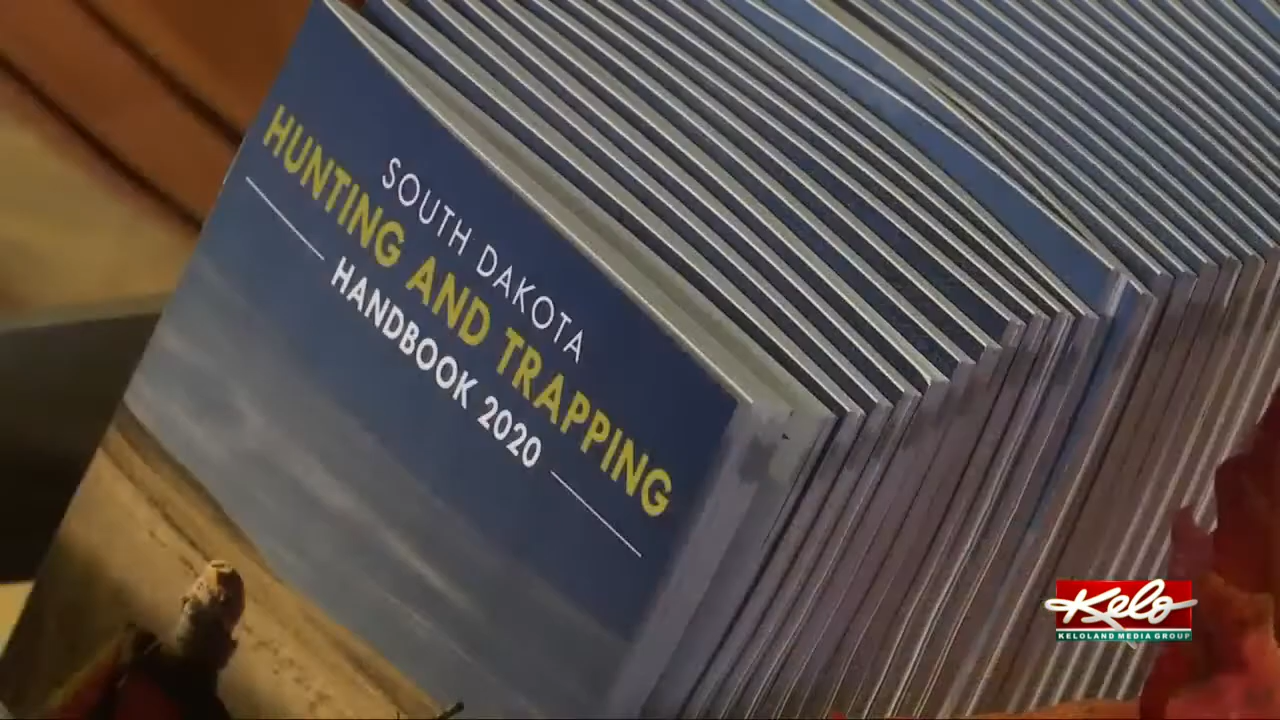 SOUTH DAKOTA
HUNTING AND TRAPPING
HANDBOOK 2020
Kelo
KELOLAND MEDIA GROUP